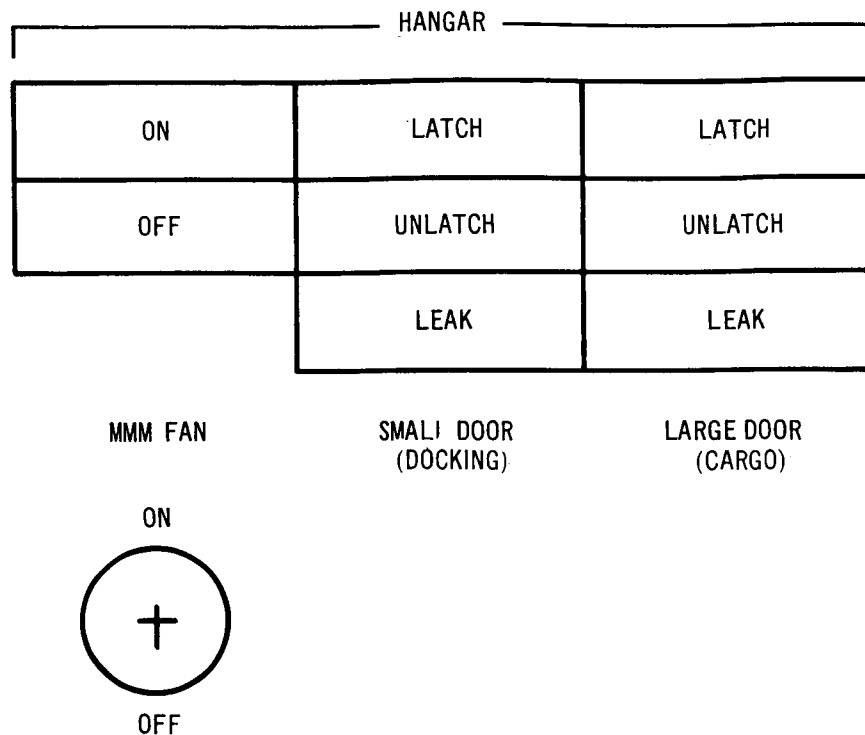 HANGAR
ON LATCH LATCH
OFF UNLATCH UNLATCH
LEAK LEAK
MMM FAN SMALL DOOR LARGE DOOR
(DOCKING) (CARGO)
ON
OFF